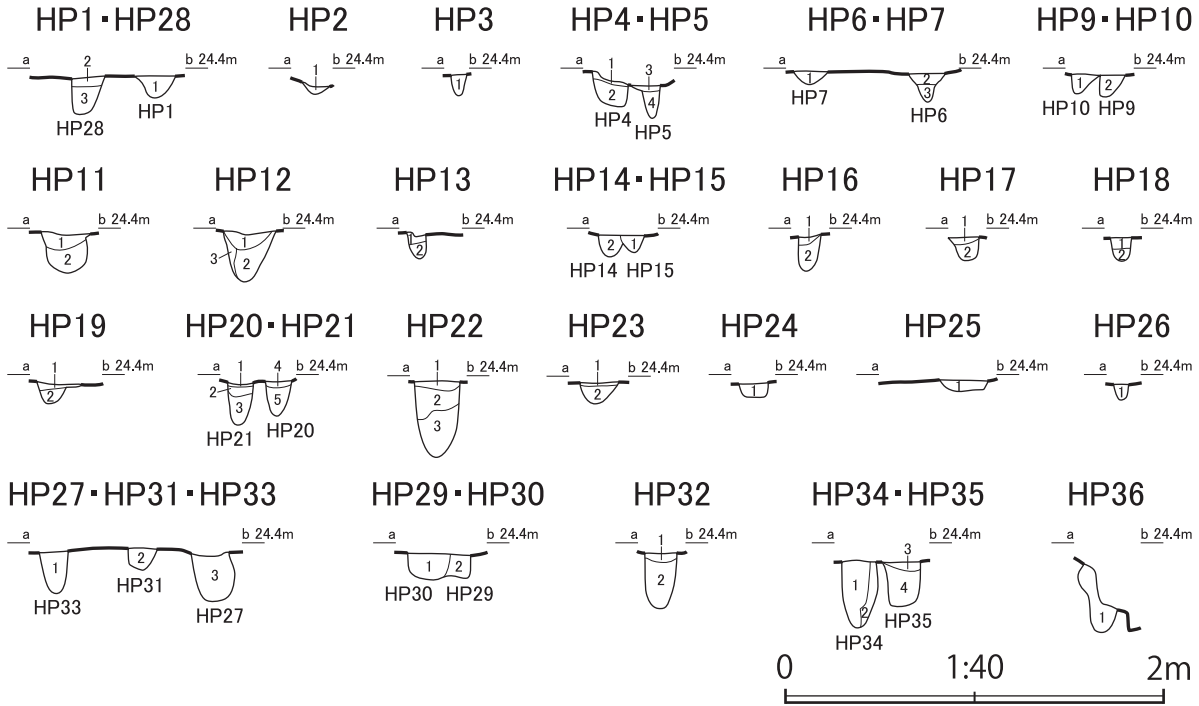 HP1・HP28 HP2 HP3 HP4・HP5 HP6・HP7 HP9・HP10
a 2 b 24.4m a 1 b 24.4m a b 24.4m a 1 3 b 24.4m a b 24.4m a b 24.4m
3 1 1 2 4 1 2 3 1 2
HP28 HP1 HP4 HP5 HP7 HP6 HP10 HP9
HP11 HP12 HP13 HP14・HP15 HP16 HP17 HP18
a b 24.4m a b 24.4m a b 24.4m a b 24.4m a 1 b 24.4m a 1 b 24.4m a b 24.4m
1 2 1 3 2 1 2 2 1 2 2 1 2
HP14 HP15
HP19 HP20・HP21 HP22 HP23 HP24 HP25 HP26
a 1 b 24.4m a 1 4 b 24.4m a 1 b 24.4m a 1 b 24.4m a b 24.4m a b 24.4m a b 24.4m
2 2 3 5 2 3 2 1 1 1
HP21 HP20
HP27・HP31・HP33 HP29・HP30 HP32 HP34・HP35 HP36
a b 24.4m a b 24.4m a 1 b 24.4m a 3 b 24.4m a b 24.4m
1 2 3 1 2 2 1 2 4 1
HP33 HP31 HP27 HP30 HP29 HP34 HP35
0 1:40 2m